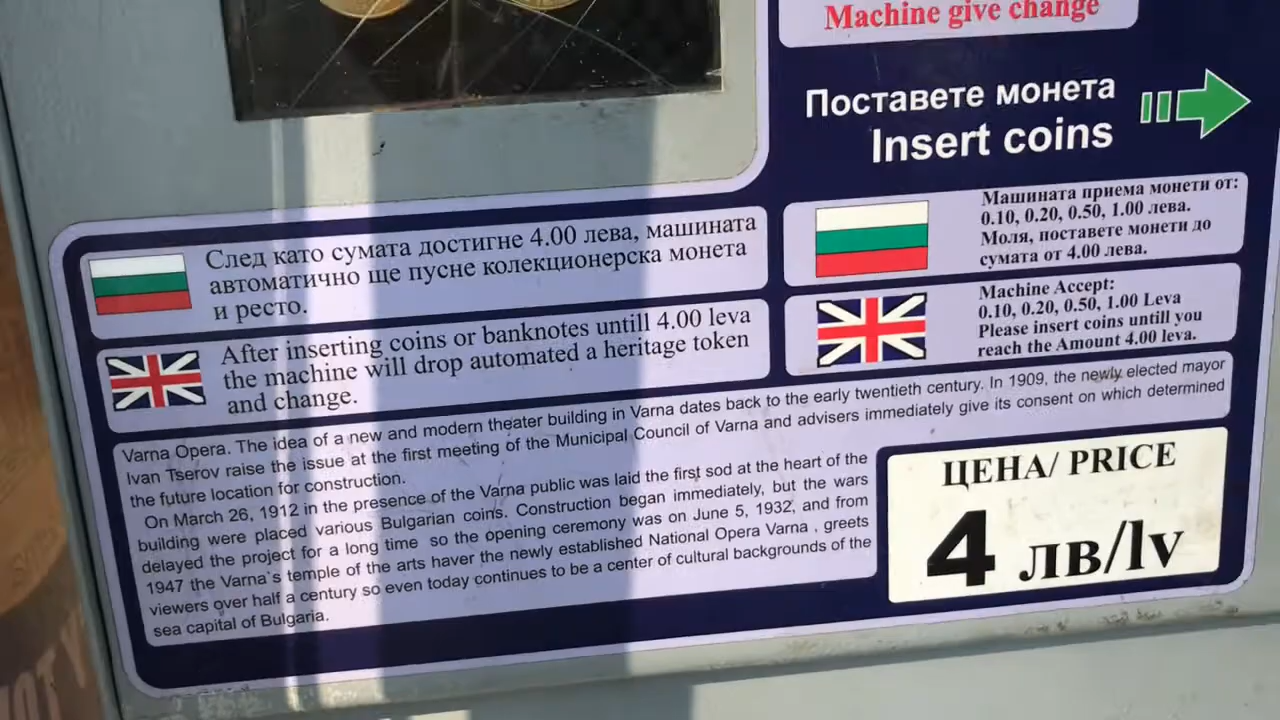 Machine give change
Поставете монета
Insert coins
След като сумата достигне 4.00 лева, машината
автоматично ще пусне колекционерска монета
и ресто.
After inserting coins or banknotes untill 4.00 leva
the machine will drop automated a heritage token
and change.
Машината приема монети от:
0.10, 0.20, 0.50, 1.00 лева.
Моля, поставете монети до
сумата от 4.00 лева.
Machine Accept:
0.10, 0.20, 0.50, 1.00 Leva
Please insert coins untill you
reach the Amount 4.00 leva.
Varna Opera. The idea of a new and modern theater building in Varna dates back to the early twentieth century. In 1909, the newly elected mayor
Ivan Tserov raise the issue at the first meeting of the Municipal Council of Varna and advisers immediately give its consent on which determined
the future location for construction.
On March 26, 1912 in the presence of the Varna public was laid the first sod at the heart of the
building were placed various Bulgarian coins. Construction began immediately, but the wars
delayed the project for a long time so the opening ceremony was on June 5, 1932, and from
1947 the Varna`s temple of the arts haver the newly established National Opera Varna , greets
viewers over half a century so even today continues to be a center of cultural backgrounds of the
sea capital of Bulgaria.
ЦЕНА/ PRICE
4 лв/lv